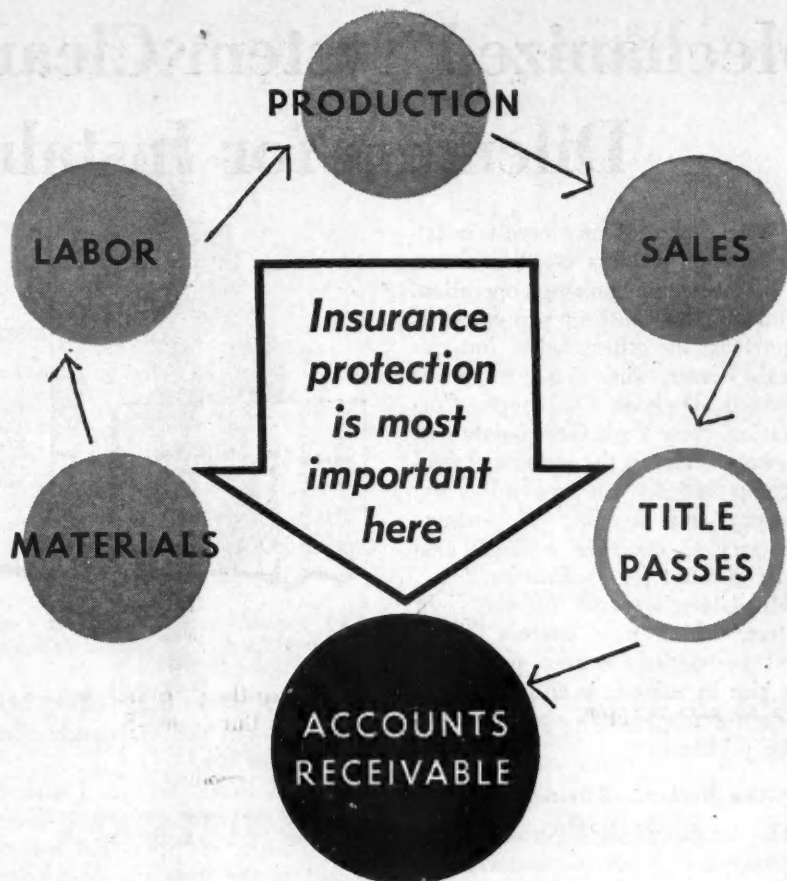 PRODUCTION
LABOR
SALES
Insurance
protection
is most
important
here
MATERIALS
TITLE
PASSES
ACCOUNTS
RECEIVABLE